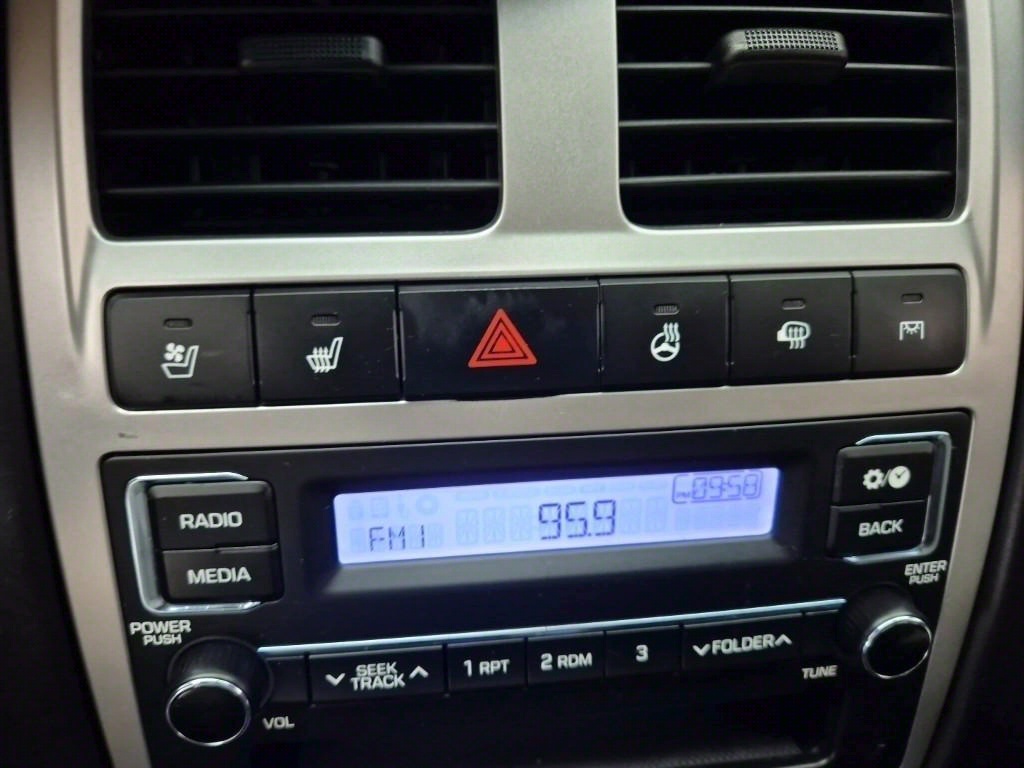 RADIO
MEDIA
FM1
95.9
PM 09:58
BACK
ENTER
PUSH
POWER
PUSH
VOL
SEEK
TRACK
1 RPT
2 RDM
3
FOLDER
TUNE